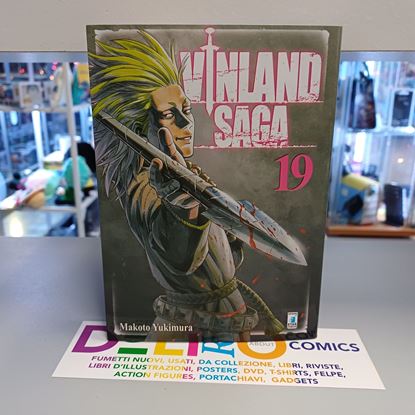 VINLAND
SAGA
19
Makoto Yukimura
ABOUT
COMICS
FUMETTI NUOVI, USATI, DA COLLEZIONE, LIBRI, RIVISTE,
LIBRI D'ILLUSTRAZIONI, POSTERS, DVD, T-SHIRTS, FELPE,
ACTION FIGURES, PORTACHIAVI, GADGETS